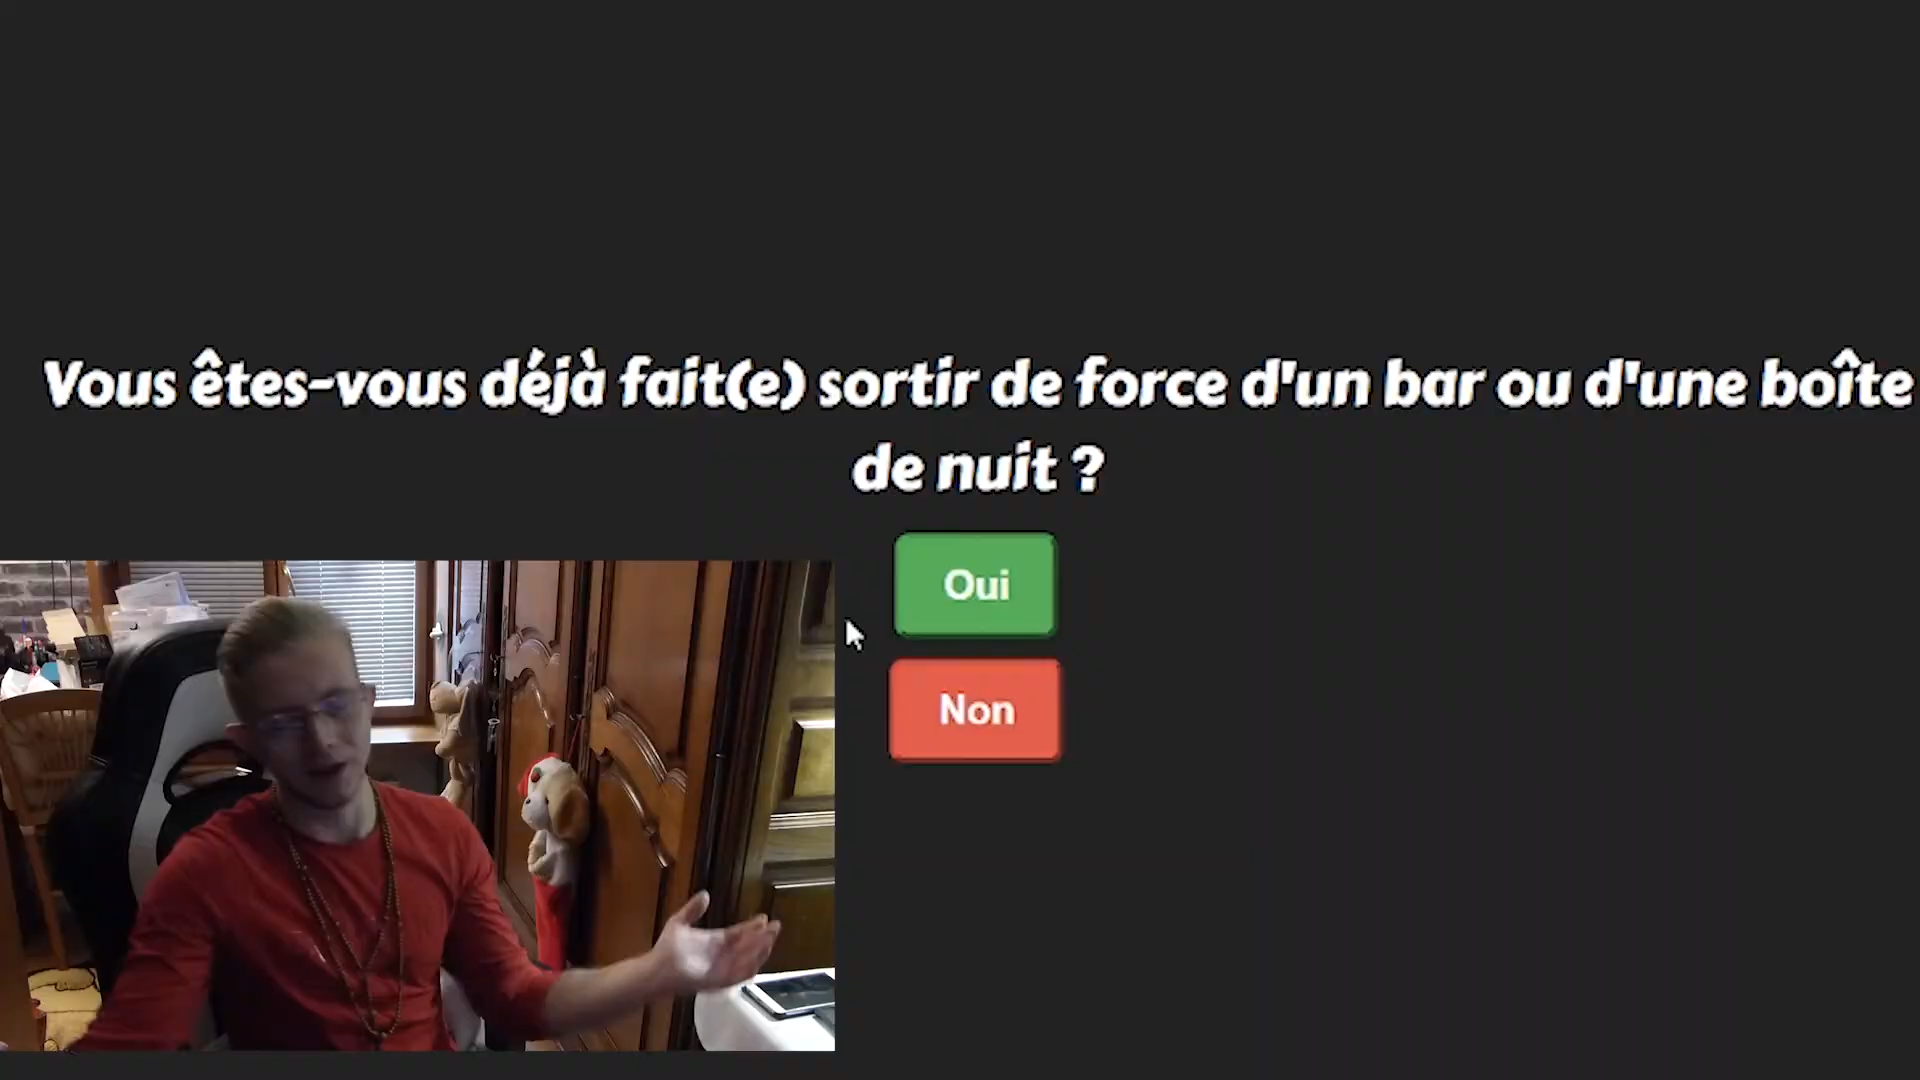 Vous êtes-vous déjà fait(e) sortir de force d'un bar ou d'une boîte
de nuit ?
Oui
Non